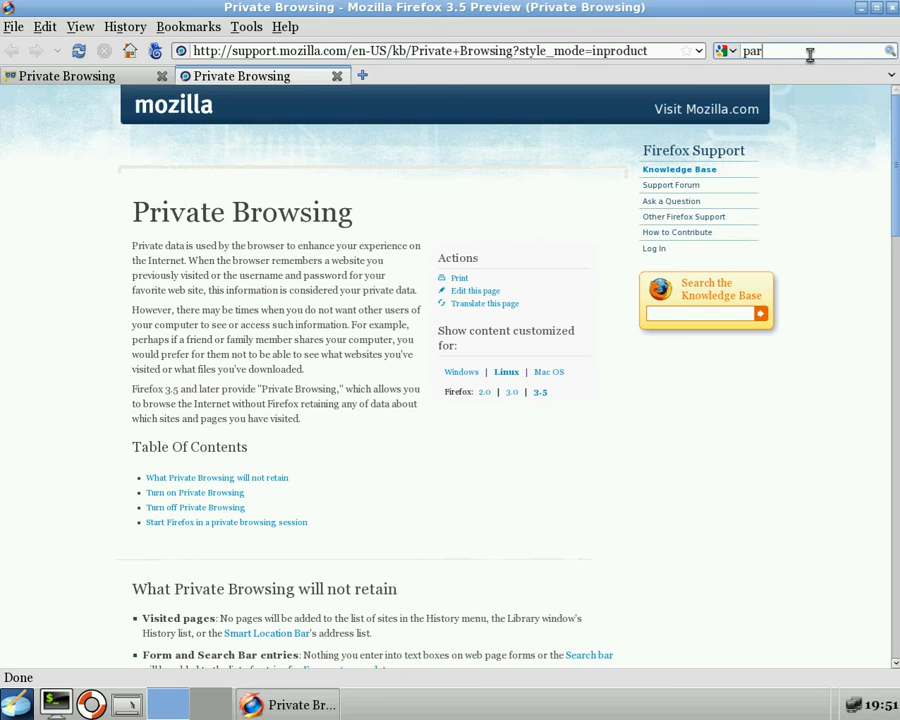 Private Browsing - Mozilla Firefox 3.5 Preview (Private Browsing)
File Edit View History Bookmarks Tools Help
http://support.mozilla.com/en-US/kb/Private+Browsing?style_mode=inproduct
par
Private Browsing
Private Browsing
mozilla
Visit Mozilla.com
Firefox Support
Knowledge Base
Support Forum
Ask a Question
Other Firefox Support
How to Contribute
Log In
Search the
Knowledge Base
Private Browsing
Private data is used by the browser to enhance your experience on
the Internet. When the browser remembers a website you
previously visited or the username and password for your
favorite web site, this information is considered your private data.
However, there may be times when you do not want other users of
your computer to see or access such information. For example,
perhaps if a friend or family member shares your computer, you
would prefer for them not to be able to see what websites you've
visited or what files you've downloaded.
Firefox 3.5 and later provide "Private Browsing," which allows you
to browse the Internet without Firefox retaining any of data about
which sites and pages you have visited.
Actions
Print
Edit this page
Translate this page
Show content customized
for:
Windows | Linux | Mac OS
Firefox: 2.0 | 3.0 | 3.5
Table Of Contents
What Private Browsing will not retain
Turn on Private Browsing
Turn off Private Browsing
Start Firefox in a private browsing session
What Private Browsing will not retain
Visited pages: No pages will be added to the list of sites in the History menu, the Library window's
History list, or the Smart Location Bar's address list.
Form and Search Bar entries: Nothing you enter into text boxes on web page forms or the Search bar
Done
Private Br...
19:51